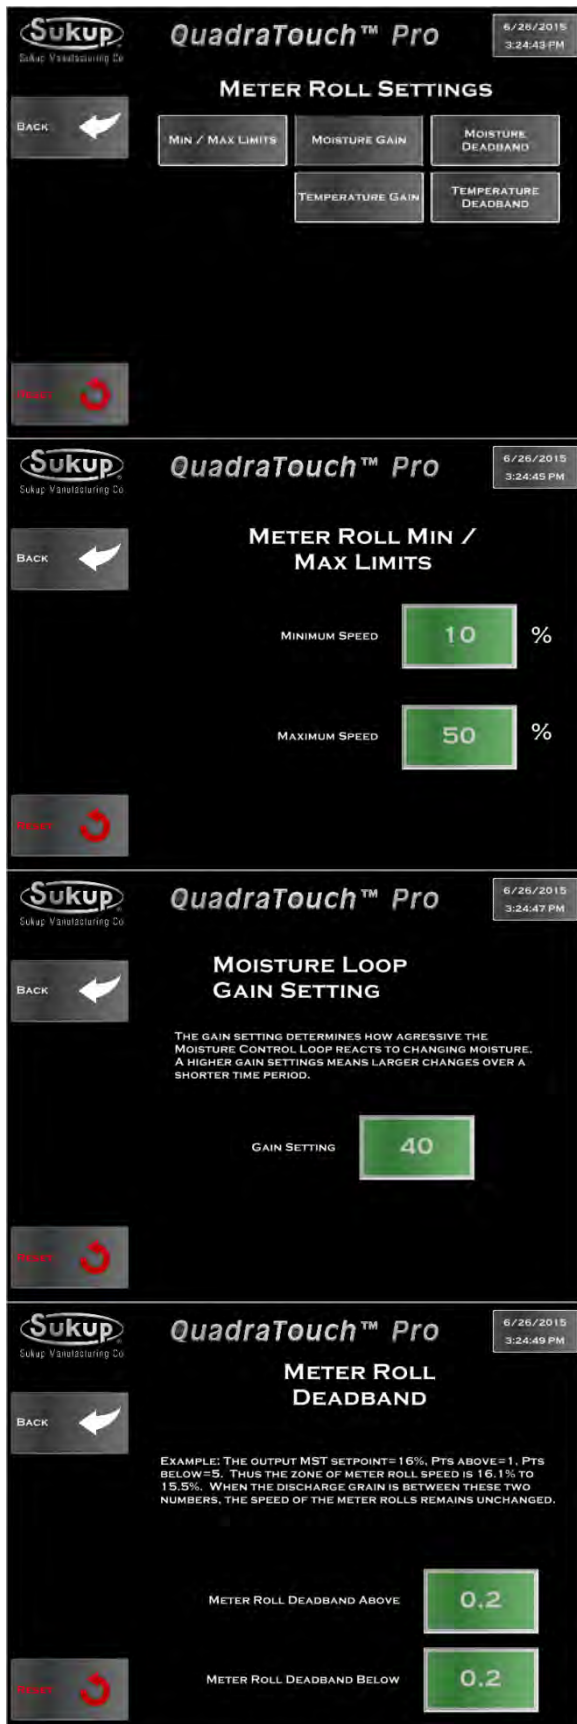 Sukup
Sukup Manufacturing Co
QuadraTouch™ Pro
6/26/2015
3:24:43 PM
METER ROLL SETTINGS
BACK
MIN / MAX LIMITS
MOISTURE GAIN
MOISTURE
DEADBAND
TEMPERATURE GAIN
TEMPERATURE
DEADBAND
RESET
Sukup
Sukup Manufacturing Co
QuadraTouch™ Pro
6/26/2015
3:24:45 PM
METER ROLL MIN /
MAX LIMITS
BACK
MINIMUM SPEED 10 %
MAXIMUM SPEED 50 %
RESET
Sukup
Sukup Manufacturing Co
QuadraTouch™ Pro
6/26/2015
3:24:47 PM
MOISTURE LOOP
GAIN SETTING
BACK
THE GAIN SETTING DETERMINES HOW AGRESSIVE THE
MOISTURE CONTROL LOOP REACTS TO CHANGING MOISTURE.
A HIGHER GAIN SETTINGS MEANS LARGER CHANGES OVER A
SHORTER TIME PERIOD.
GAIN SETTING 40
RESET
Sukup
Sukup Manufacturing Co
QuadraTouch™ Pro
6/26/2015
3:24:49 PM
METER ROLL
DEADBAND
BACK
EXAMPLE: THE OUTPUT MST SETPOINT=16%, PTS ABOVE=1, PTS
BELOW=5. THUS THE ZONE OF METER ROLL SPEED IS 16.1% TO
15.5%. WHEN THE DISCHARGE GRAIN IS BETWEEN THESE TWO
NUMBERS, THE SPEED OF THE METER ROLLS REMAINS UNCHANGED.
METER ROLL DEADBAND ABOVE 0.2
METER ROLL DEADBAND BELOW 0.2
RESET